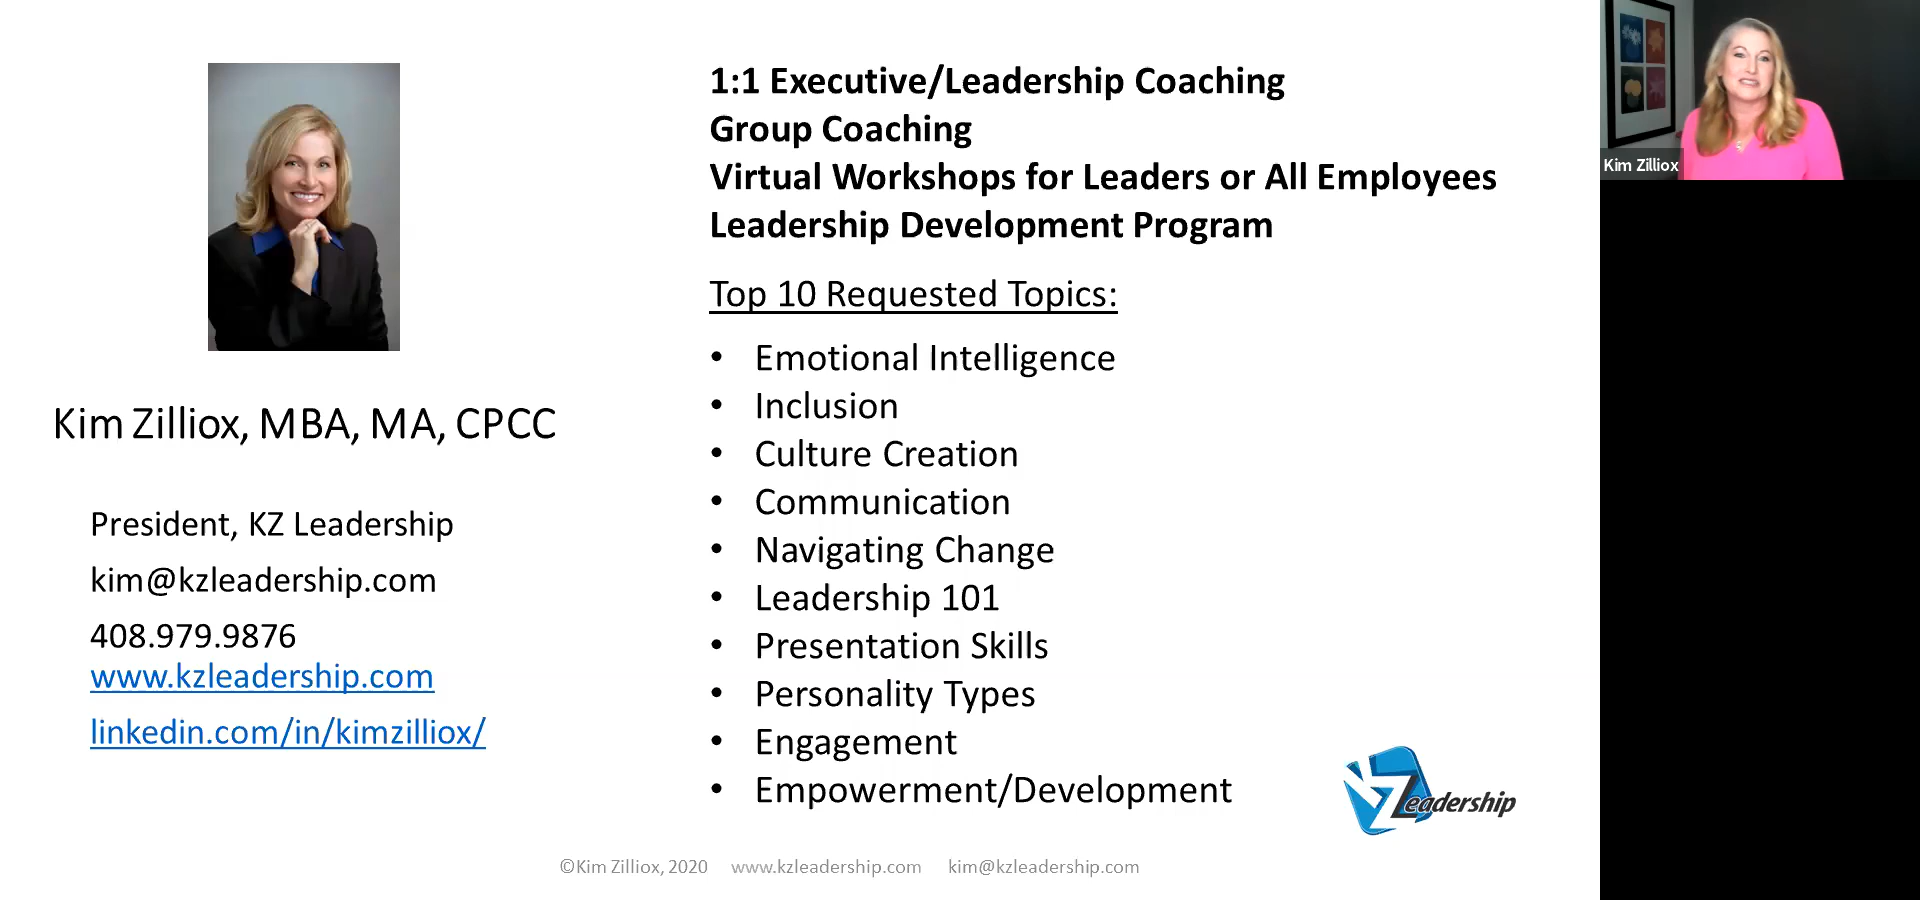 1:1 Executive/Leadership Coaching
Group Coaching
Virtual Workshops for Leaders or All Employees
Leadership Development Program
Top 10 Requested Topics:
• Emotional Intelligence
• Inclusion
• Culture Creation
• Communication
• Navigating Change
• Leadership 101
• Presentation Skills
• Personality Types
• Engagement
• Empowerment/Development
Kim Zilliox, MBA, MA, CPCC
President, KZ Leadership
kim@kzleadership.com
408.979.9876
www.kzleadership.com
linkedin.com/in/kimzilliox/
KZ Leadership
©Kim Zilliox, 2020 www.kzleadership.com kim@kzleadership.com
Kim Zilliox